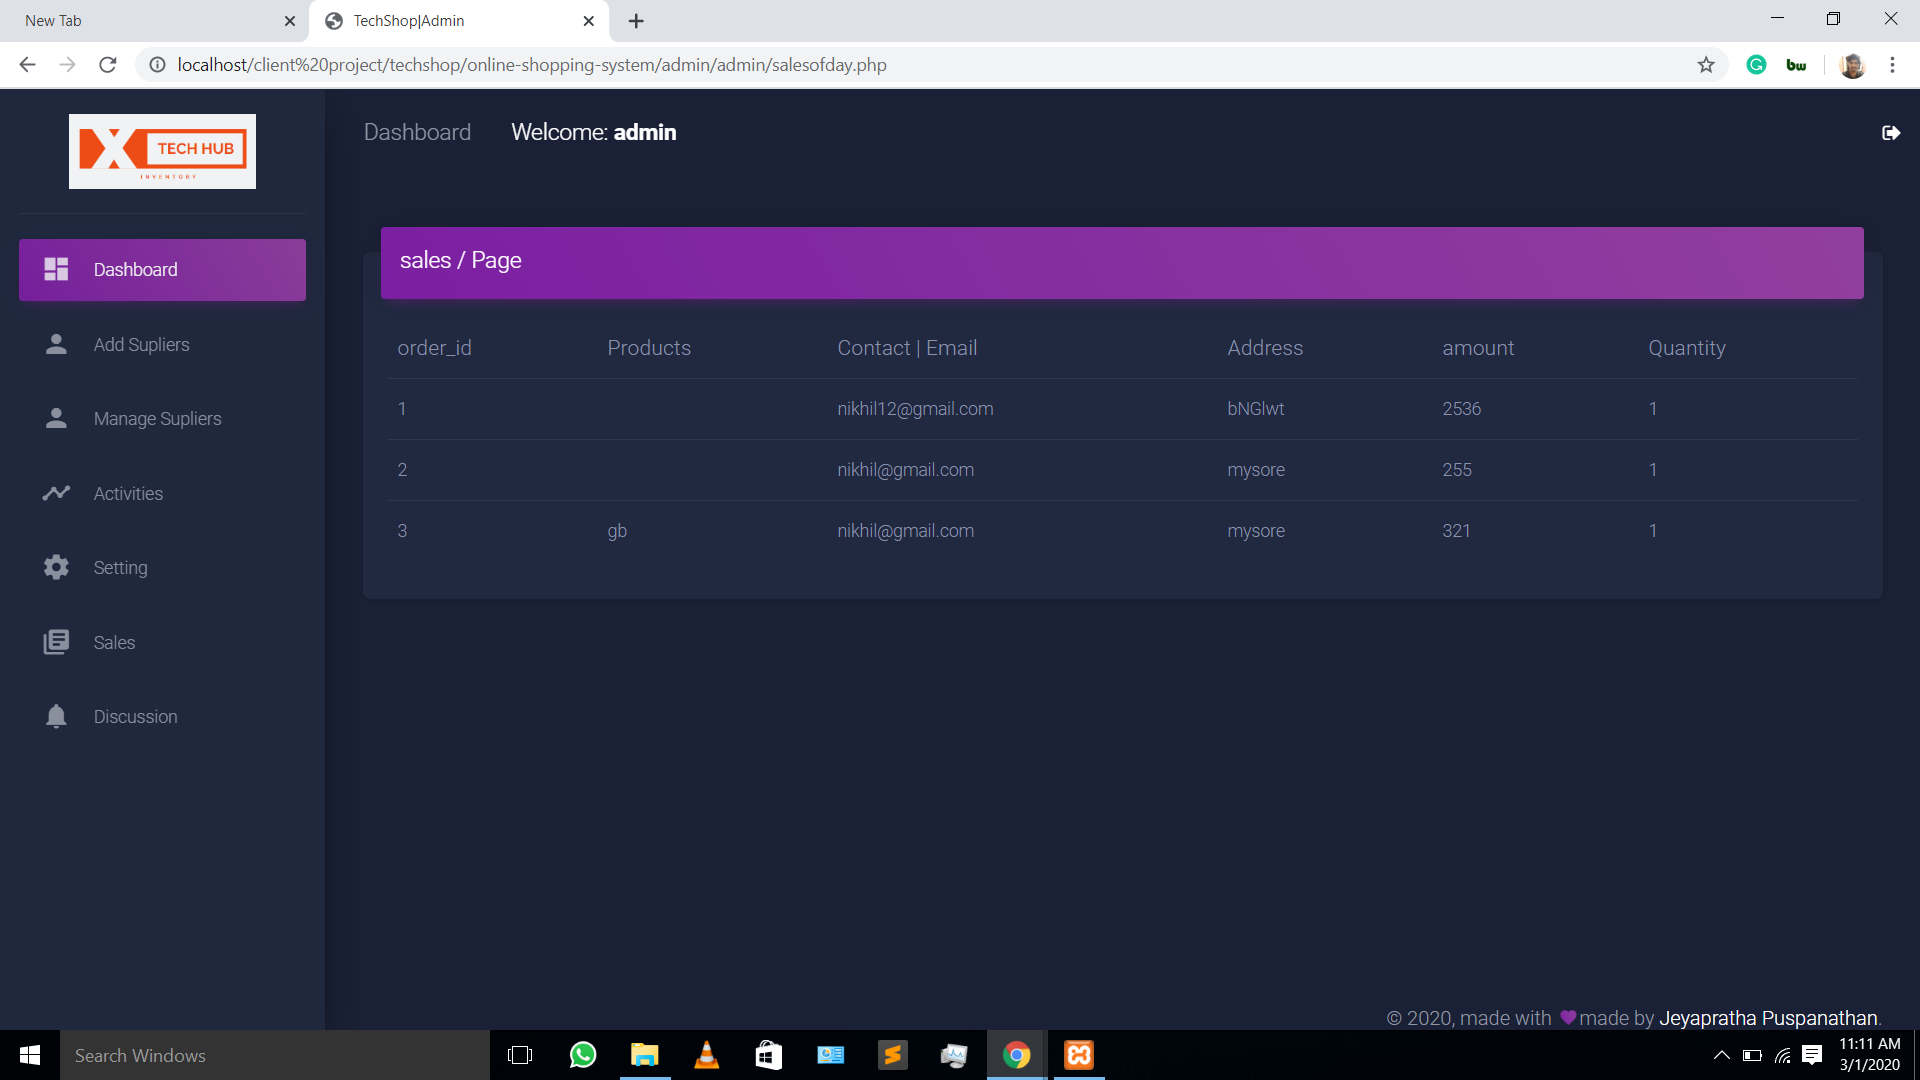 New Tab
TechShop|Admin
localhost/client%20project/techshop/online-shopping-system/admin/admin/salesofday.php
bw
X TECH HUB
INVENTORY
Dashboard Welcome: admin
Dashboard
Add Supliers
Manage Supliers
Activities
Setting
Sales
Discussion
sales / Page
order_id Products Contact | Email Address amount Quantity
1 nikhil12@gmail.com bNGlwt 2536 1
2 nikhil@gmail.com mysore 255 1
3 gb nikhil@gmail.com mysore 321 1
© 2020, made with made by Jeyapratha Puspanathan.
Search Windows
11:11 AM
3/1/2020